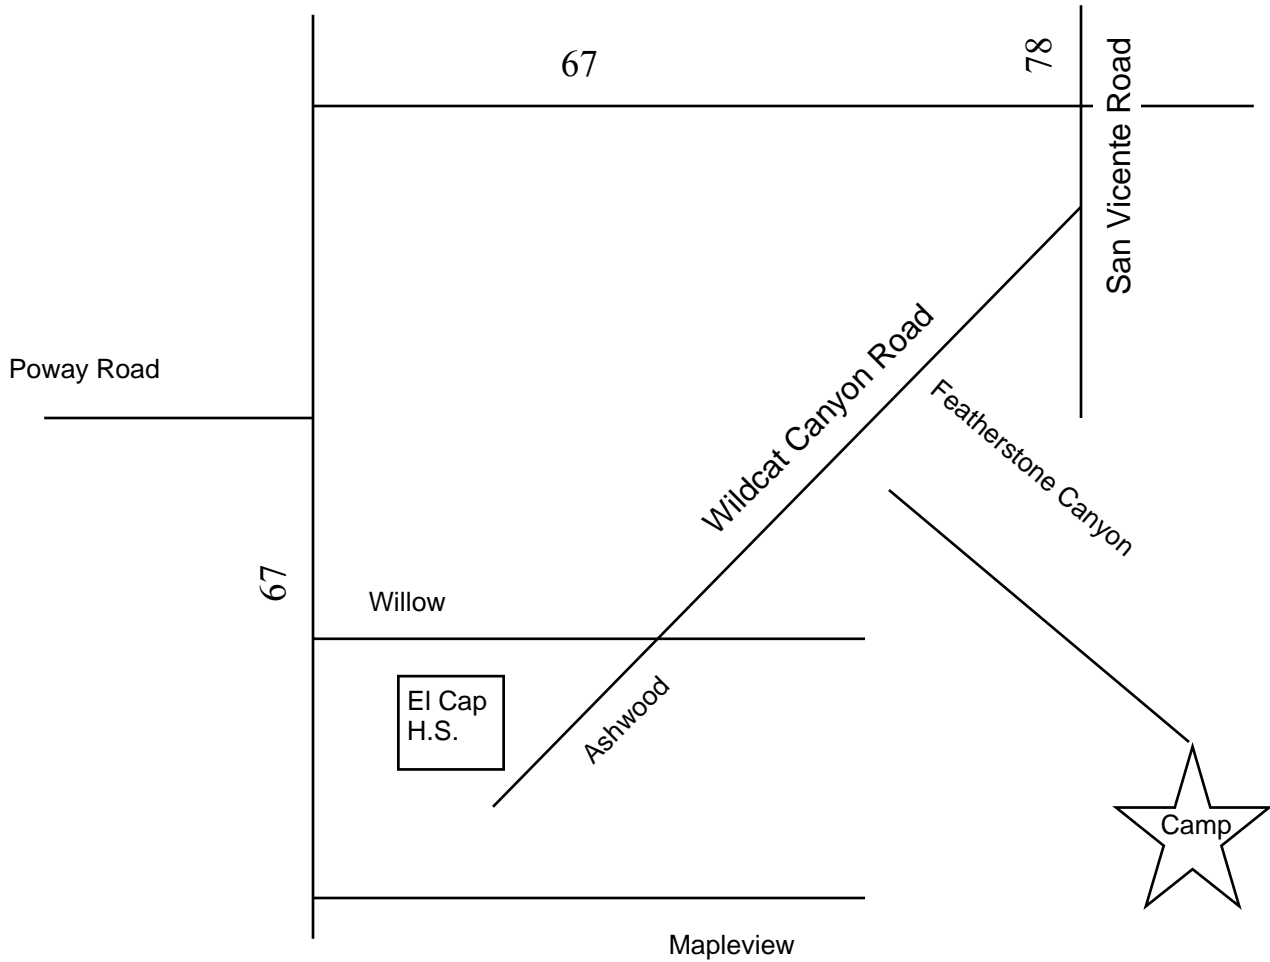 67
78
San Vicente Road
Wildcat Canyon Road
Poway Road
Featherstone Canyon
67
Willow
El Cap
H.S.
Ashwood
Camp
Mapleview